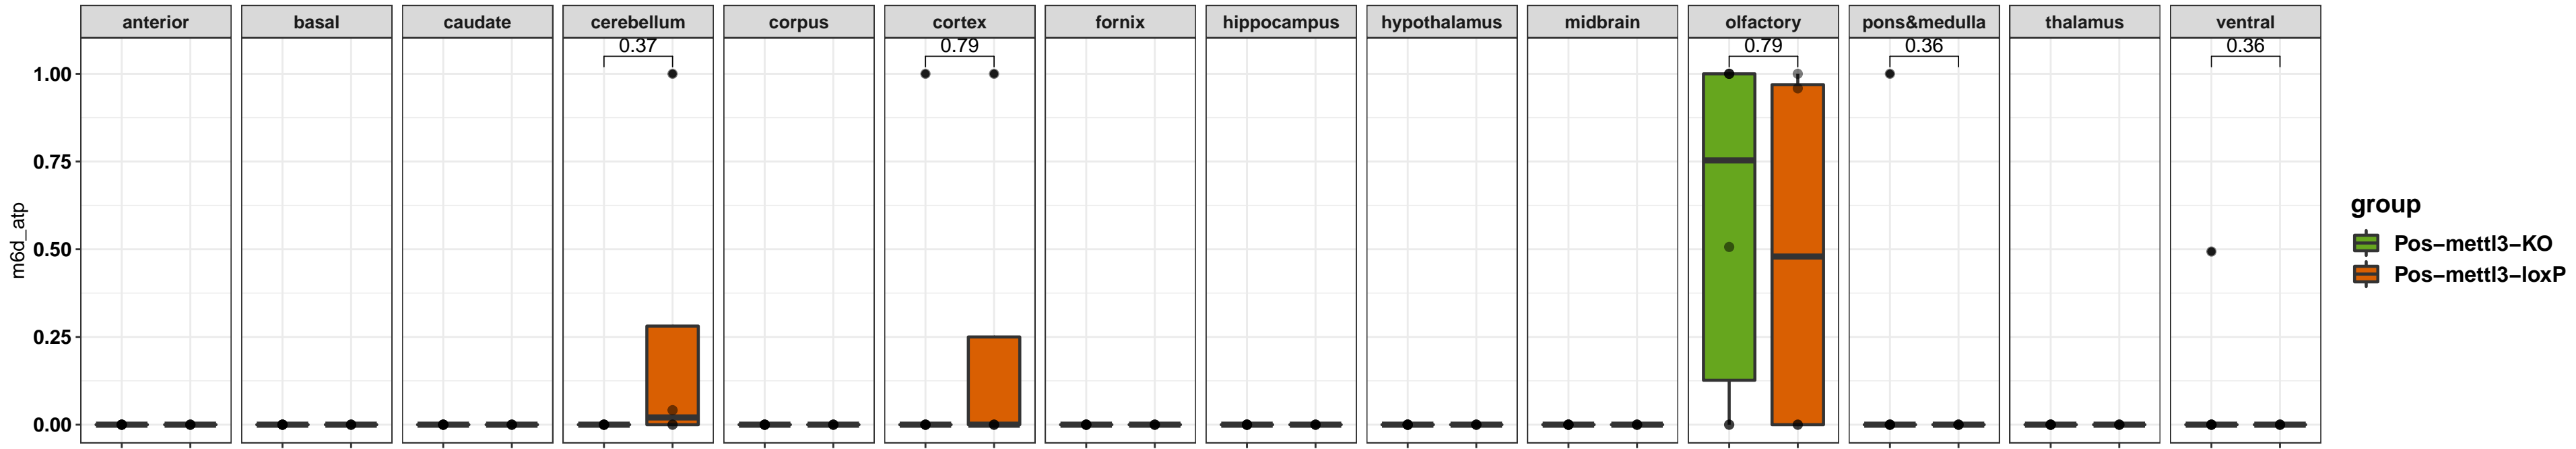 anterior basal caudate cerebellum corpus cortex fornix hippocampus hypothalamus midbrain olfactory pons&medulla thalamus ventral
0.37 0.79 0.79 0.36 0.36
1.00
0.75
0.50
0.25
0.00
m6d_atp
group
Pos−mettl3−KO
Pos−mettl3−loxP